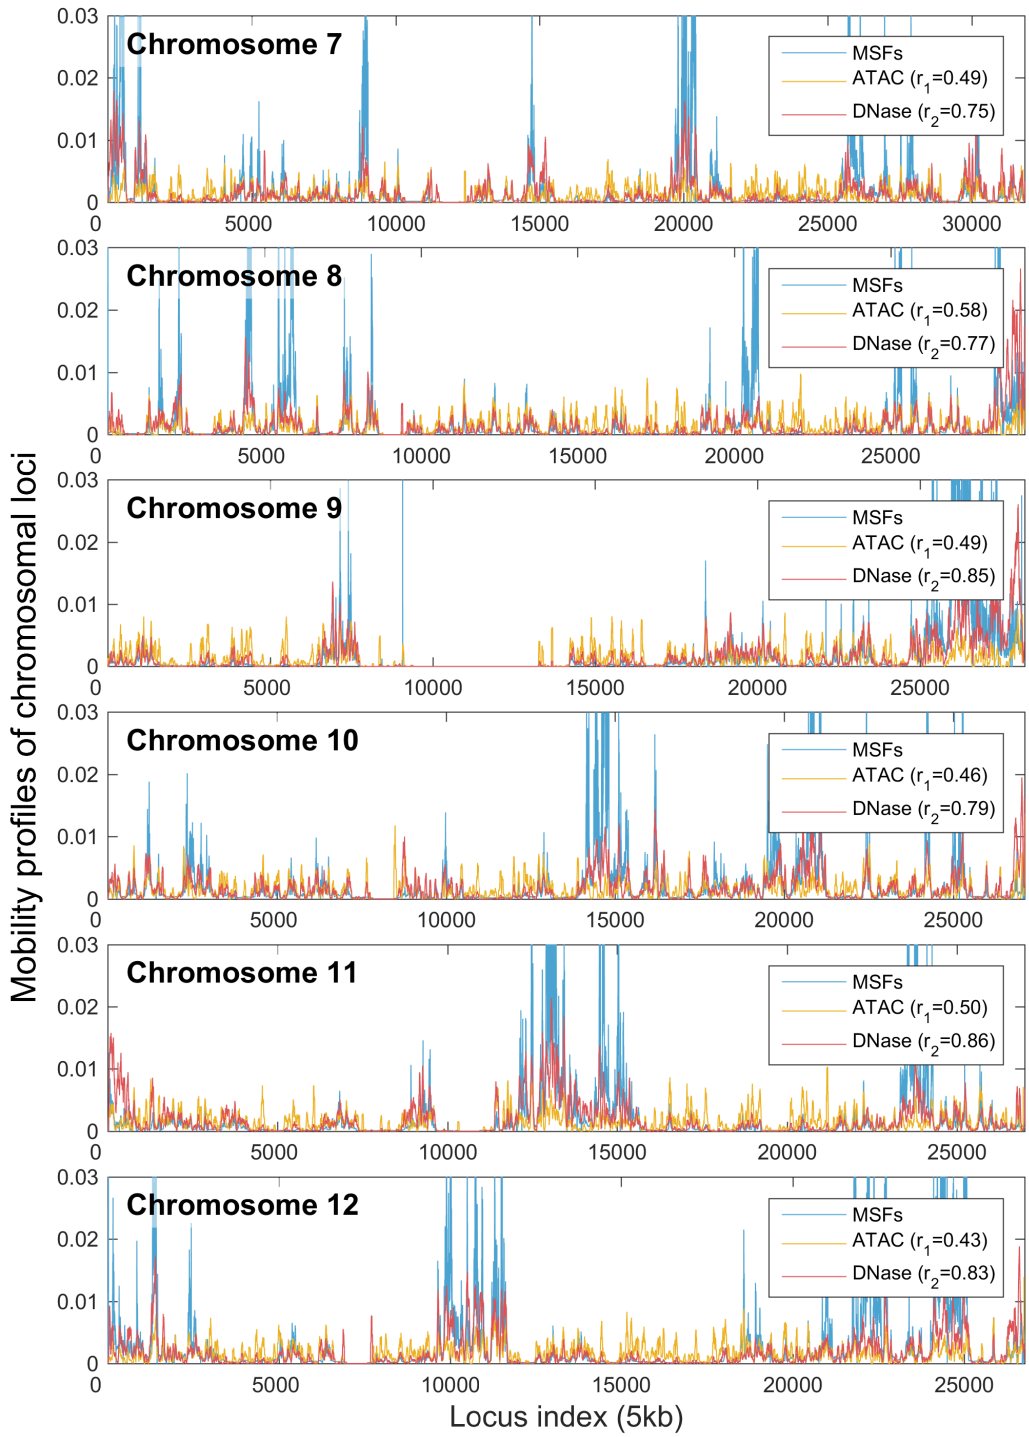 Mobility profiles of chromosomal loci
0.03
0.02
0.01
0
Chromosome 7
MSFs
ATAC (r1=0.49)
DNase (r2=0.75)
0 5000 10000 15000 20000 25000 30000
0.03
0.02
0.01
0
Chromosome 8
MSFs
ATAC (r1=0.58)
DNase (r2=0.77)
0 5000 10000 15000 20000 25000
0.03
0.02
0.01
0
Chromosome 9
MSFs
ATAC (r1=0.49)
DNase (r2=0.85)
0 5000 10000 15000 20000 25000
0.03
0.02
0.01
0
Chromosome 10
MSFs
ATAC (r1=0.46)
DNase (r2=0.79)
0 5000 10000 15000 20000 25000
0.03
0.02
0.01
0
Chromosome 11
MSFs
ATAC (r1=0.50)
DNase (r2=0.86)
0 5000 10000 15000 20000 25000
0.03
0.02
0.01
0
Chromosome 12
MSFs
ATAC (r1=0.43)
DNase (r2=0.83)
0 5000 10000 15000 20000 25000
Locus index (5kb)